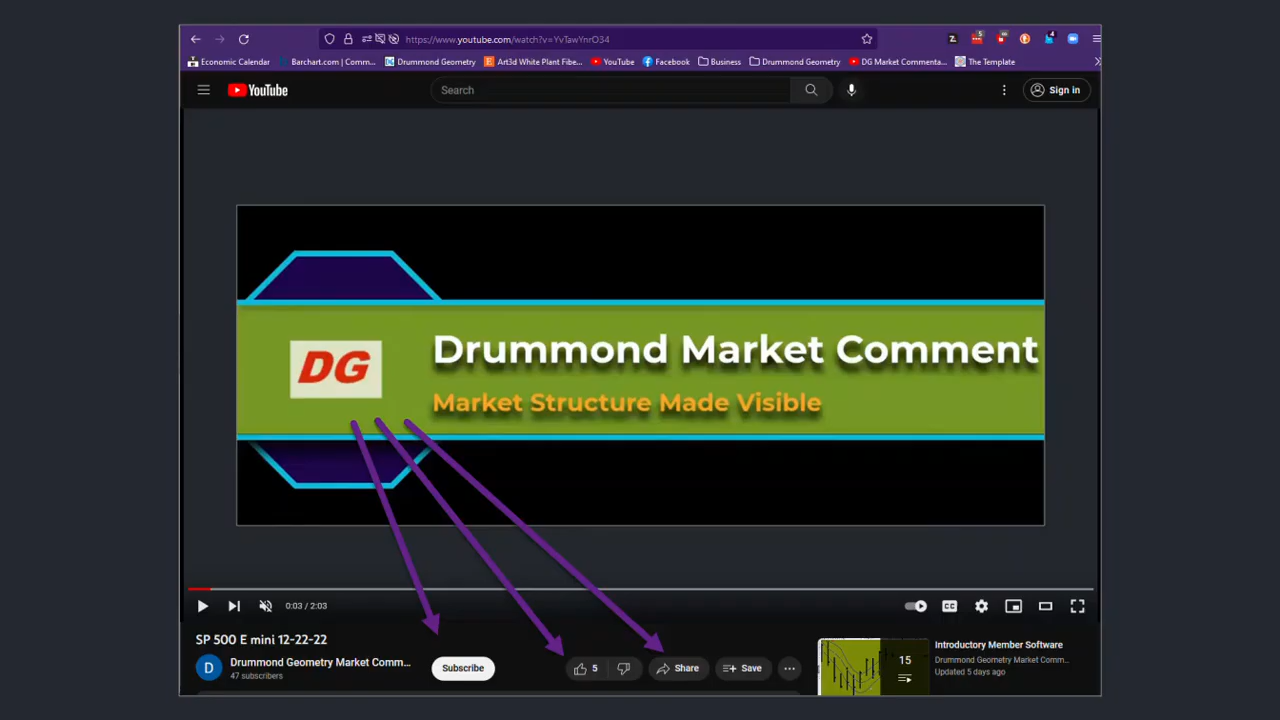 https://www.youtube.com/watch?v=YvTawYnrO34
Economic Calendar
Barchart.com | Comm...
Drummond Geometry
Art3d White Plant Fibe...
YouTube
Facebook
Business
Drummond Geometry
DG Market Commenta...
The Template
YouTube
Search
Sign in
DG
Drummond Market Comment
Market Structure Made Visible
0:03 / 2:03
CC
SP 500 E mini 12-22-22
D
Drummond Geometry Market Comm...
47 subscribers
Subscribe
5
Share
Save
15
Introductory Member Software
Drummond Geometry Market Comm...
Updated 5 days ago